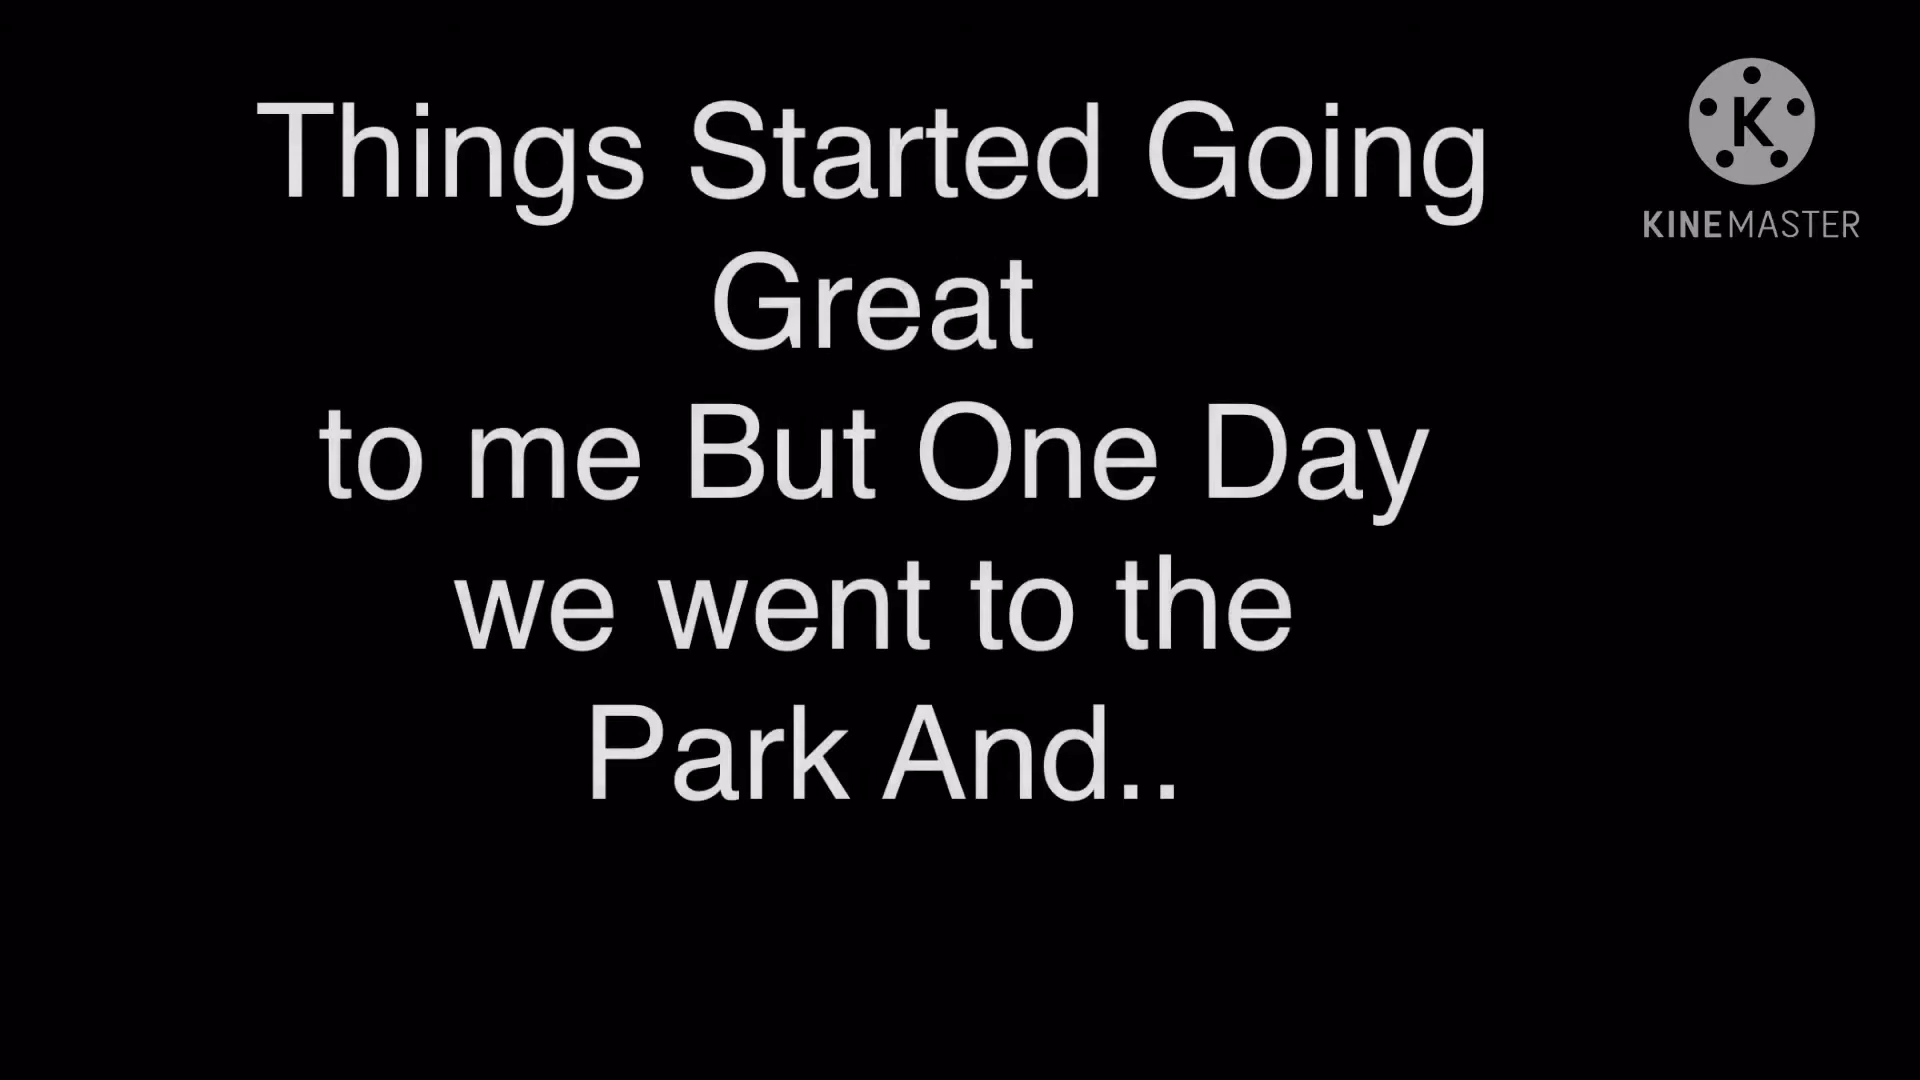 Things Started Going
Great
to me But One Day
we went to the
Park And..
K
KINEMASTER